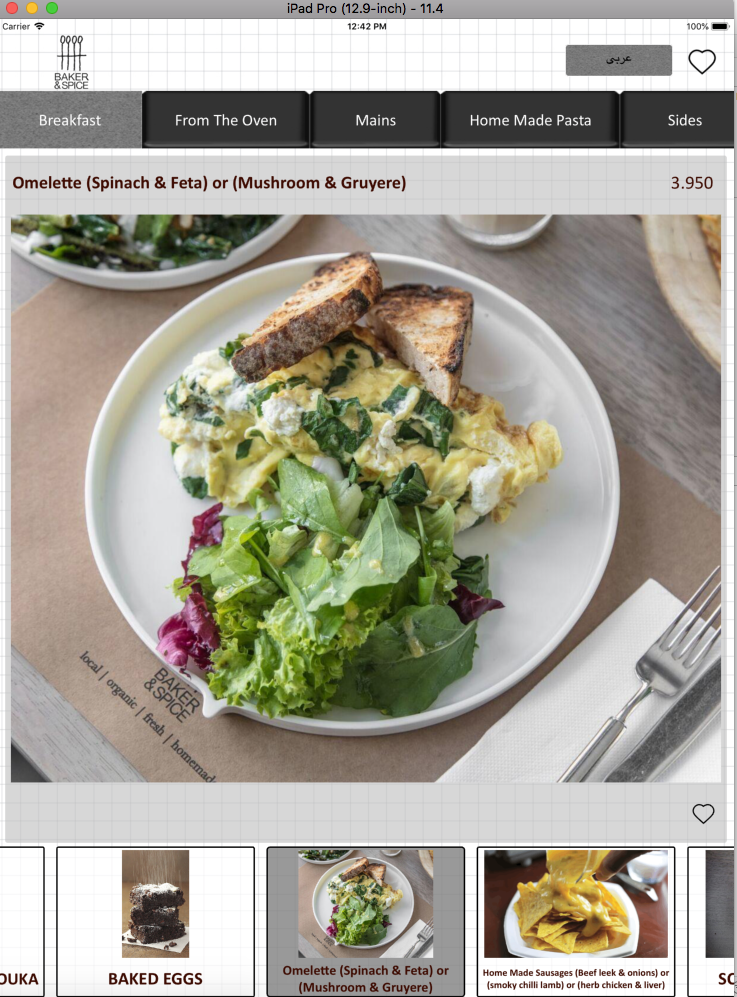 iPad Pro (12.9-inch) - 11.4
Carrier 12:42 PM 100%
BAKER
&SPICE
عربي
Breakfast From The Oven Mains Home Made Pasta Sides
Omelette (Spinach & Feta) or (Mushroom & Gruyere) 3.950
BAKER
&SPICE
local | organic | fresh | homemade
OUKA
BAKED EGGS
Omelette (Spinach & Feta) or
(Mushroom & Gruyere)
Home Made Sausages (Beef leek & onions) or
(smoky chilli lamb) or (herb chicken & liver)
SC